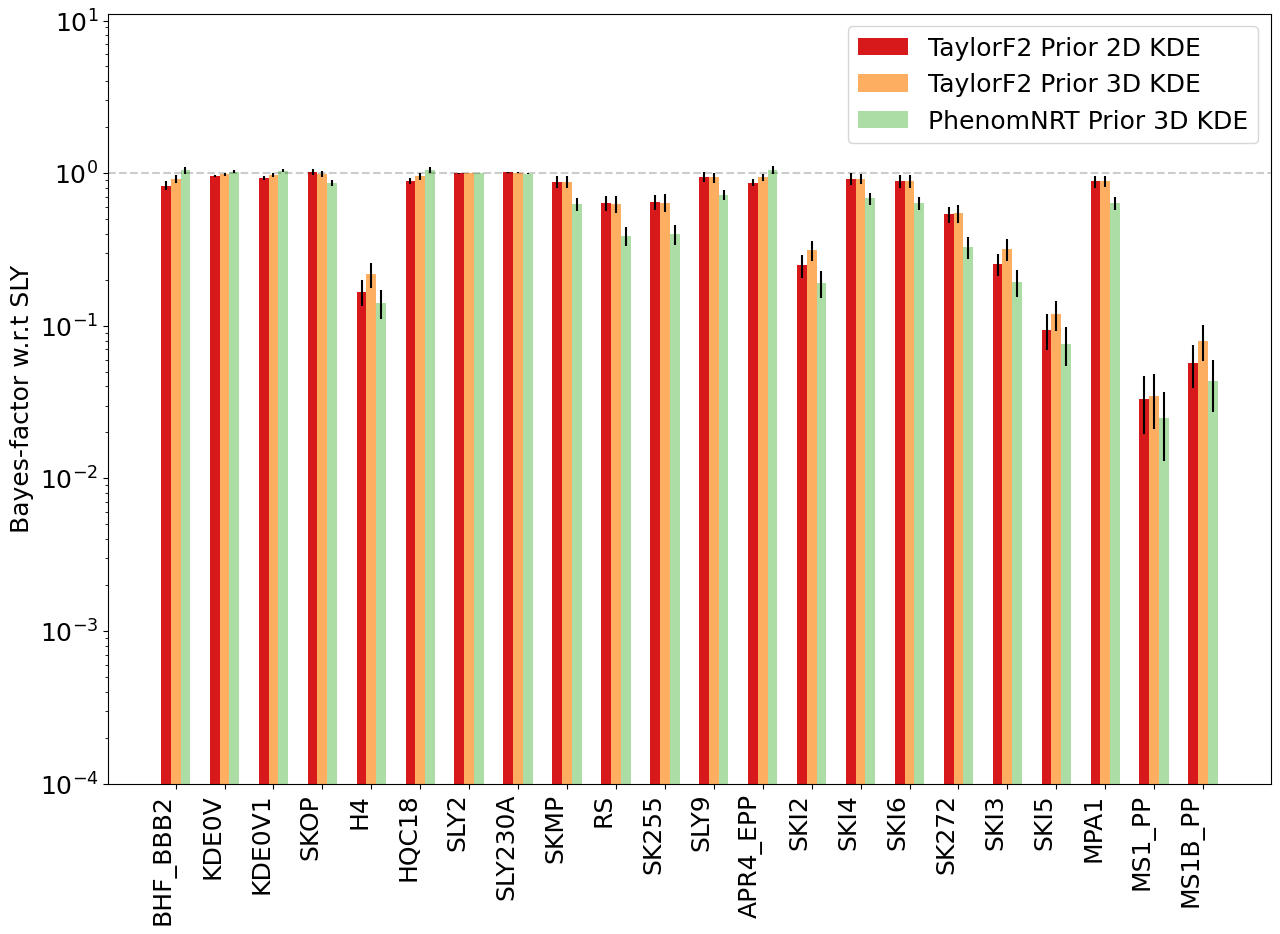 10^1
10^0
10^-1
10^-2
10^-3
10^-4
Bayes-factor w.r.t SLY
TaylorF2 Prior 2D KDE
TaylorF2 Prior 3D KDE
PhenomNRT Prior 3D KDE
BHF_BBB2
KDE0V
KDE0V1
SKOP
H4
HQC18
SLY2
SLY230A
SKMP
RS
SK255
SLY9
APR4_EPP
SKI2
SKI4
SKI6
SK272
SKI3
SKI5
MPA1
MS1_PP
MS1B_PP